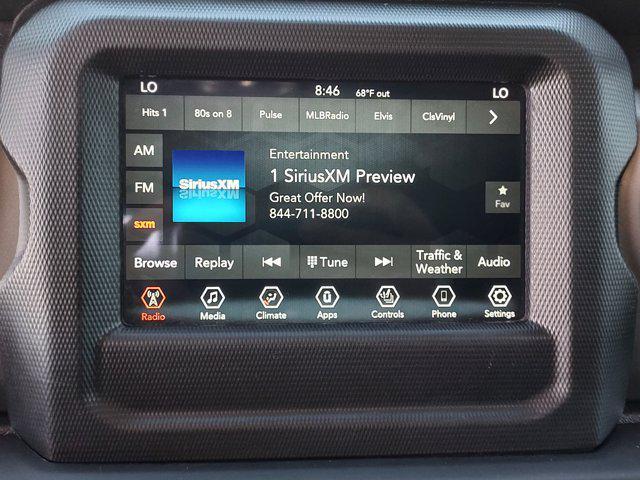 LO 8:46 68°F out LO
Hits 1 80s on 8 Pulse MLBRadio Elvis ClsVinyl
AM
FM
sxm
SiriusXM
Entertainment
1 SiriusXM Preview
Great Offer Now!
844-711-8800
Fav
Browse Replay Tune Traffic & Weather Audio
Radio Media Climate Apps Controls Phone Settings